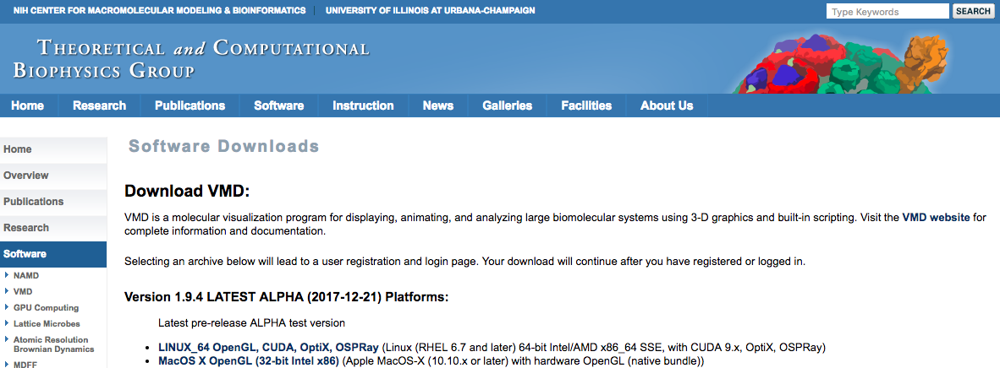 NIH CENTER FOR MACROMOLECULAR MODELING & BIOINFORMATICS | UNIVERSITY OF ILLINOIS AT URBANA-CHAMPAIGN
Type Keywords
SEARCH
THEORETICAL and COMPUTATIONAL
BIOPHYSICS GROUP
Home Research Publications Software Instruction News Galleries Facilities About Us
Home
Overview
Publications
Research
Software
NAMD
VMD
GPU Computing
Lattice Microbes
Atomic Resolution
Brownian Dynamics
MDFF
Software Downloads
Download VMD:
VMD is a molecular visualization program for displaying, animating, and analyzing large biomolecular systems using 3-D graphics and built-in scripting. Visit the VMD website for
complete information and documentation.
Selecting an archive below will lead to a user registration and login page. Your download will continue after you have registered or logged in.
Version 1.9.4 LATEST ALPHA (2017-12-21) Platforms:
Latest pre-release ALPHA test version
• LINUX_64 OpenGL, CUDA, OptiX, OSPRay (Linux (RHEL 6.7 and later) 64-bit Intel/AMD x86_64 SSE, with CUDA 9.x, OptiX, OSPRay)
• MacOS X OpenGL (32-bit Intel x86) (Apple MacOS-X (10.10.x or later) with hardware OpenGL (native bundle))